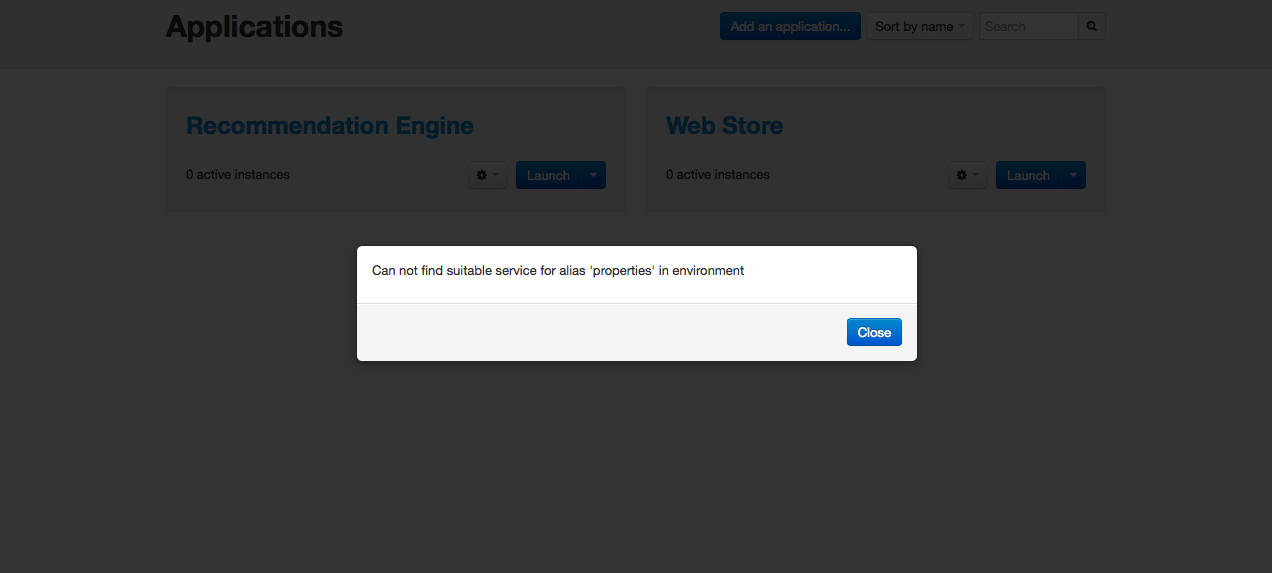 Applications
Add an application...
Sort by name
Search
Recommendation Engine
0 active instances
Launch
Web Store
0 active instances
Launch
Can not find suitable service for alias 'properties' in environment
Close